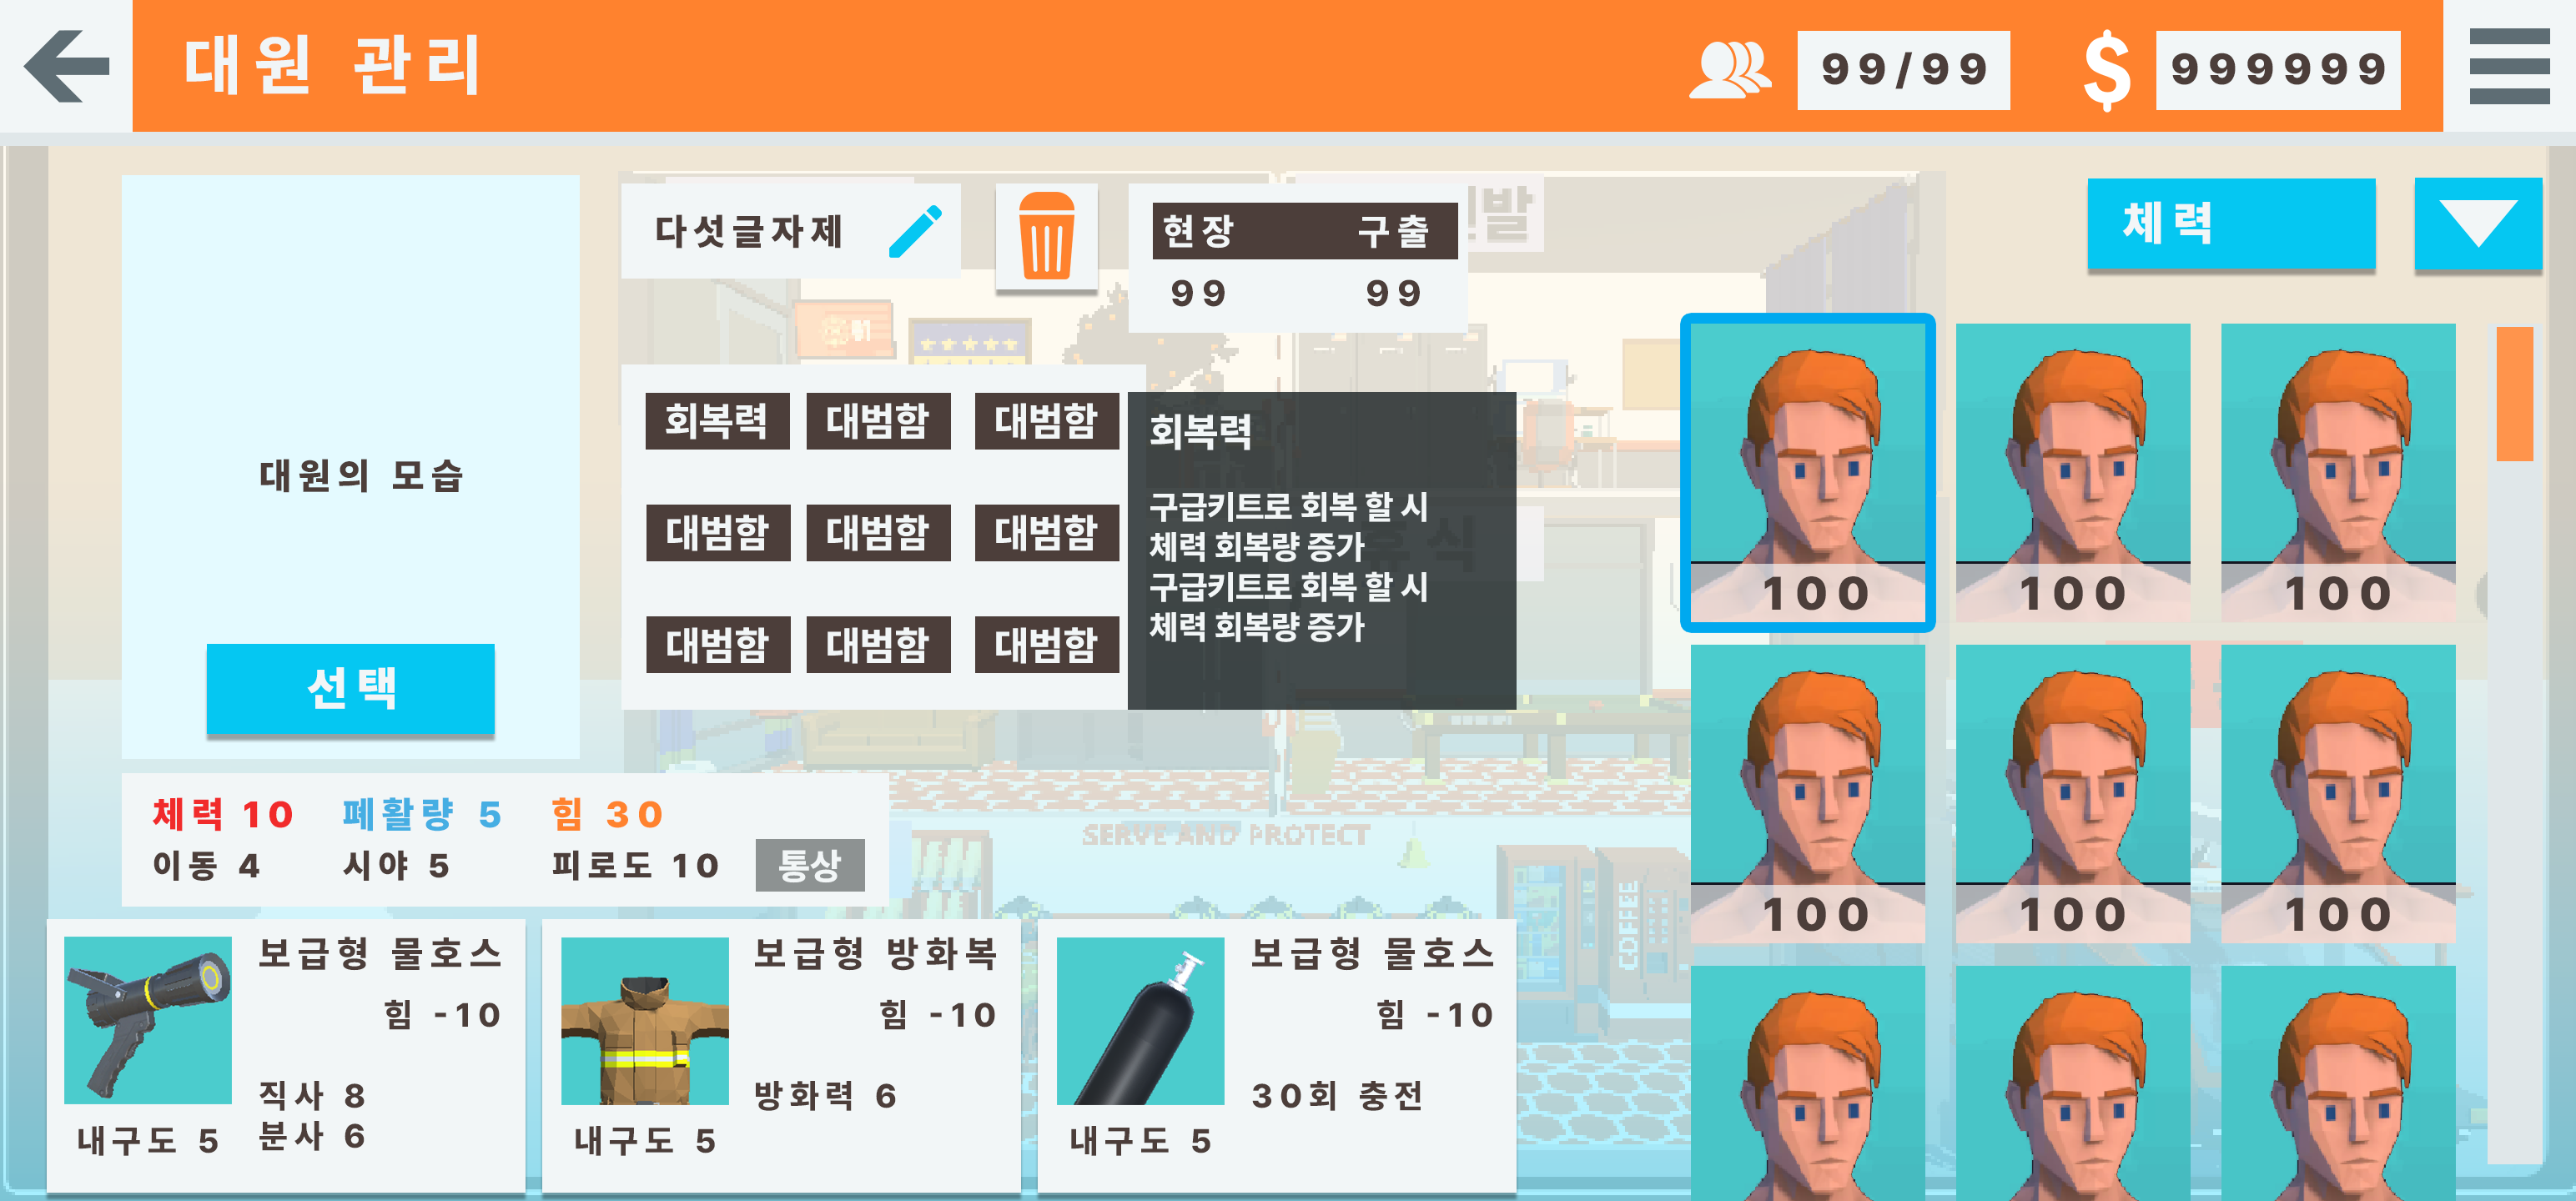 대원 관리
99/99
$ 999999
대원의 모습
선택
다섯글자제
현장 구출
99 99
발
체력
회복력 대범함 대범함
대범함 대범함 대범함
대범함 대범함 대범함
회복력
구급키트로 회복 할 시
체력 회복량 증가
구급키트로 회복 할 시
체력 회복량 증가
휴식
체력 10 폐활량 5 힘 30
이동 4 시야 5 피로도 10 통상
SERVE AND PROTECT
COFFEE
보급형 물호스
힘 -10
직사 8
분사 6
내구도 5
보급형 방화복
힘 -10
방화력 6
내구도 5
보급형 물호스
힘 -10
30회 충전
내구도 5
100 100 100
100 100 100